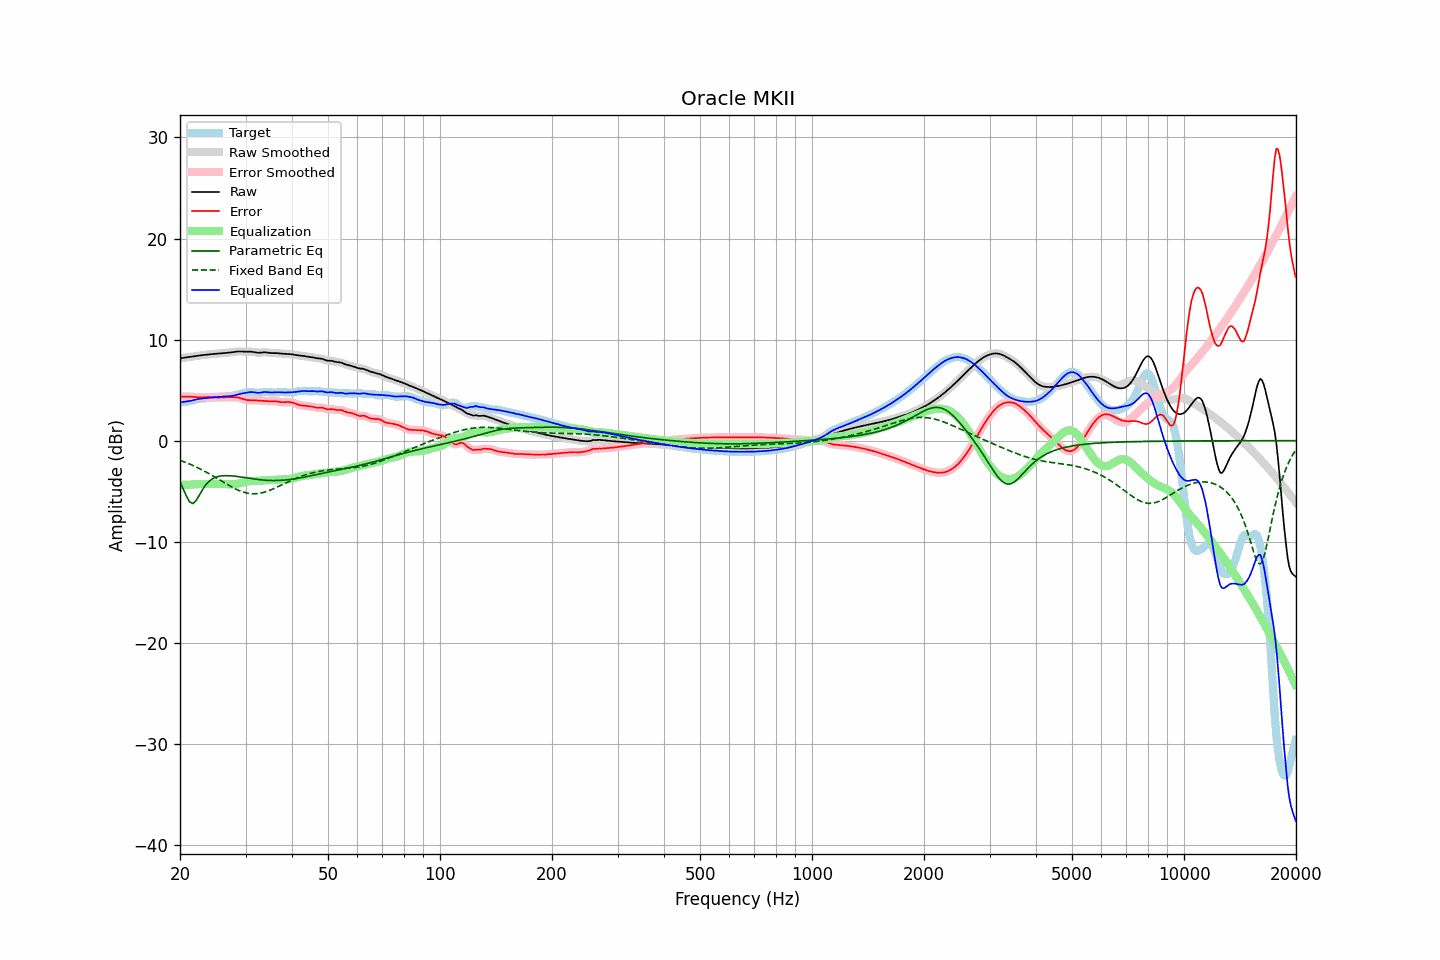 Oracle MKII
30
20
10
0
−10
−20
−30
−40
Amplitude (dBr)
Target
Raw Smoothed
Error Smoothed
Raw
Error
Equalization
Parametric Eq
Fixed Band Eq
Equalized
20 50 100 200 500 1000 2000 5000 10000 20000
Frequency (Hz)